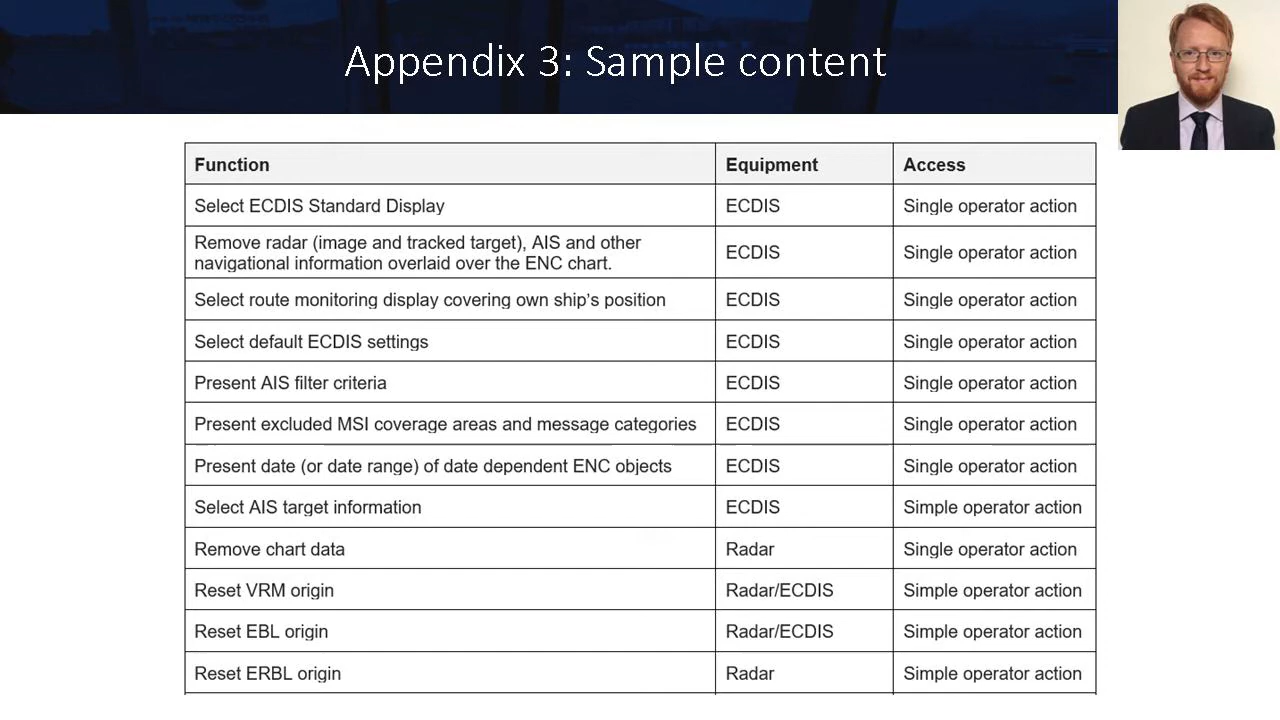 Appendix 3: Sample content
Function Equipment Access
Select ECDIS Standard Display ECDIS Single operator action
Remove radar (image and tracked target), AIS and other
navigational information overlaid over the ENC chart. ECDIS Single operator action
Select route monitoring display covering own ship's position ECDIS Single operator action
Select default ECDIS settings ECDIS Single operator action
Present AIS filter criteria ECDIS Single operator action
Present excluded MSI coverage areas and message categories ECDIS Single operator action
Present date (or date range) of date dependent ENC objects ECDIS Single operator action
Select AIS target information ECDIS Simple operator action
Remove chart data Radar Single operator action
Reset VRM origin Radar/ECDIS Simple operator action
Reset EBL origin Radar/ECDIS Simple operator action
Reset ERBL origin Radar Simple operator action